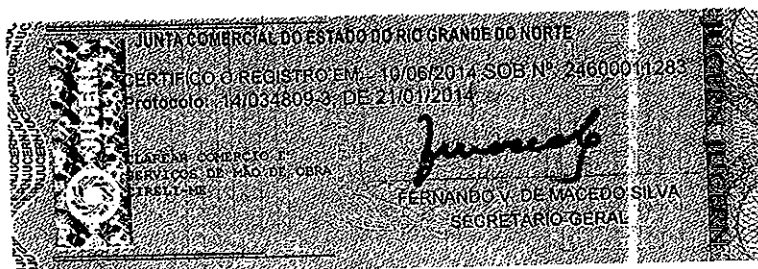 JUNTA COMERCIAL DO ESTADO DO RIO GRANDE DO NORTE
CERTIFICO O REGISTRO EM: 10/06/2014 SOB Nº: 24600011283
Protocolo: 14/034809-3, DE 21/01/2014
COMERCIO E
SERVIÇOS DE MÃO DE OBRA
EIRELI-ME
FERNANDO V. DE MACEDO SILVA
SECRETARIO-GERAL
JUCERN